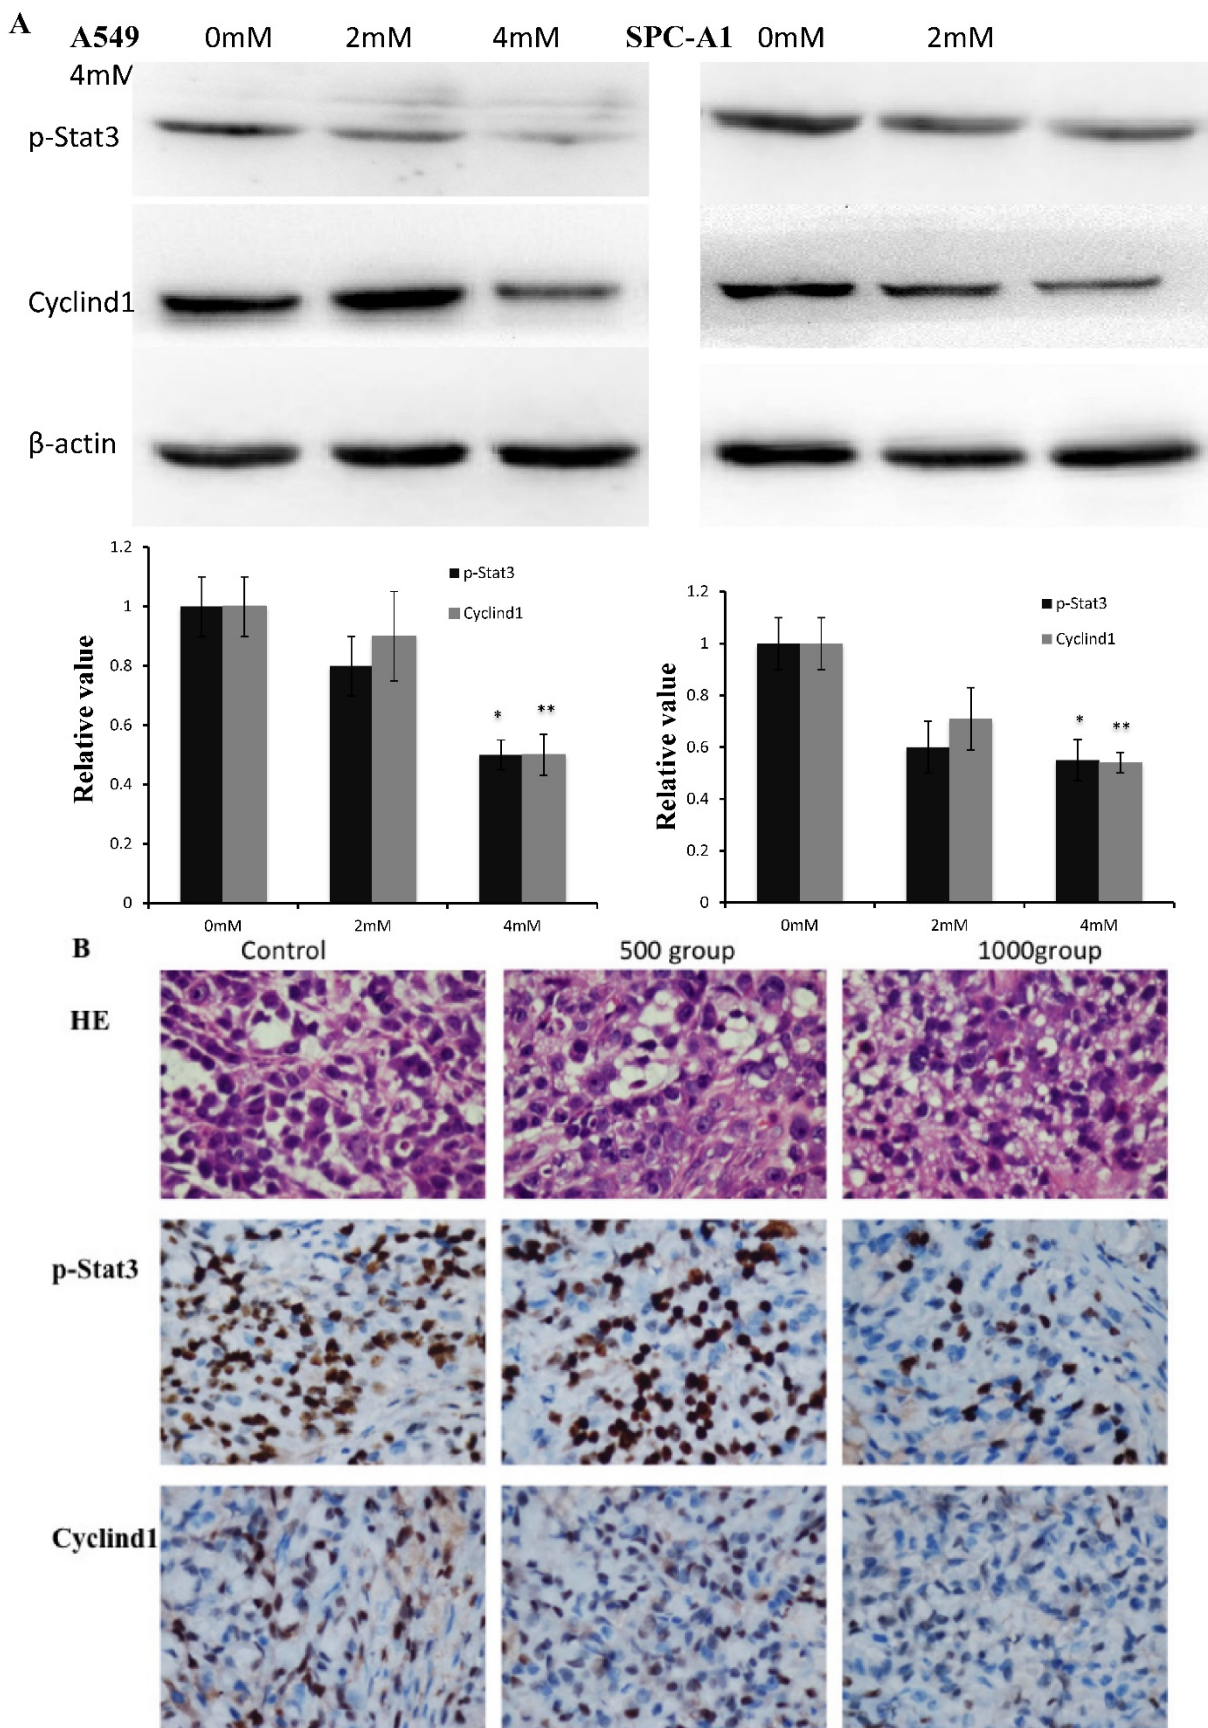 A
A549 0mM 2mM 4mM SPC-A1 0mM 2mM
4mM
p-Stat3
Cyclind1
β-actin
1.2
1
0.8
0.6
0.4
0.2
0
Relative value
p-Stat3
Cyclind1
* **
0mM 2mM 4mM
1.2
1
0.8
0.6
0.4
0.2
0
Relative value
p-Stat3
Cyclind1
* **
0mM 2mM 4mM
B
Control 500 group 1000group
HE
p-Stat3
Cyclind1